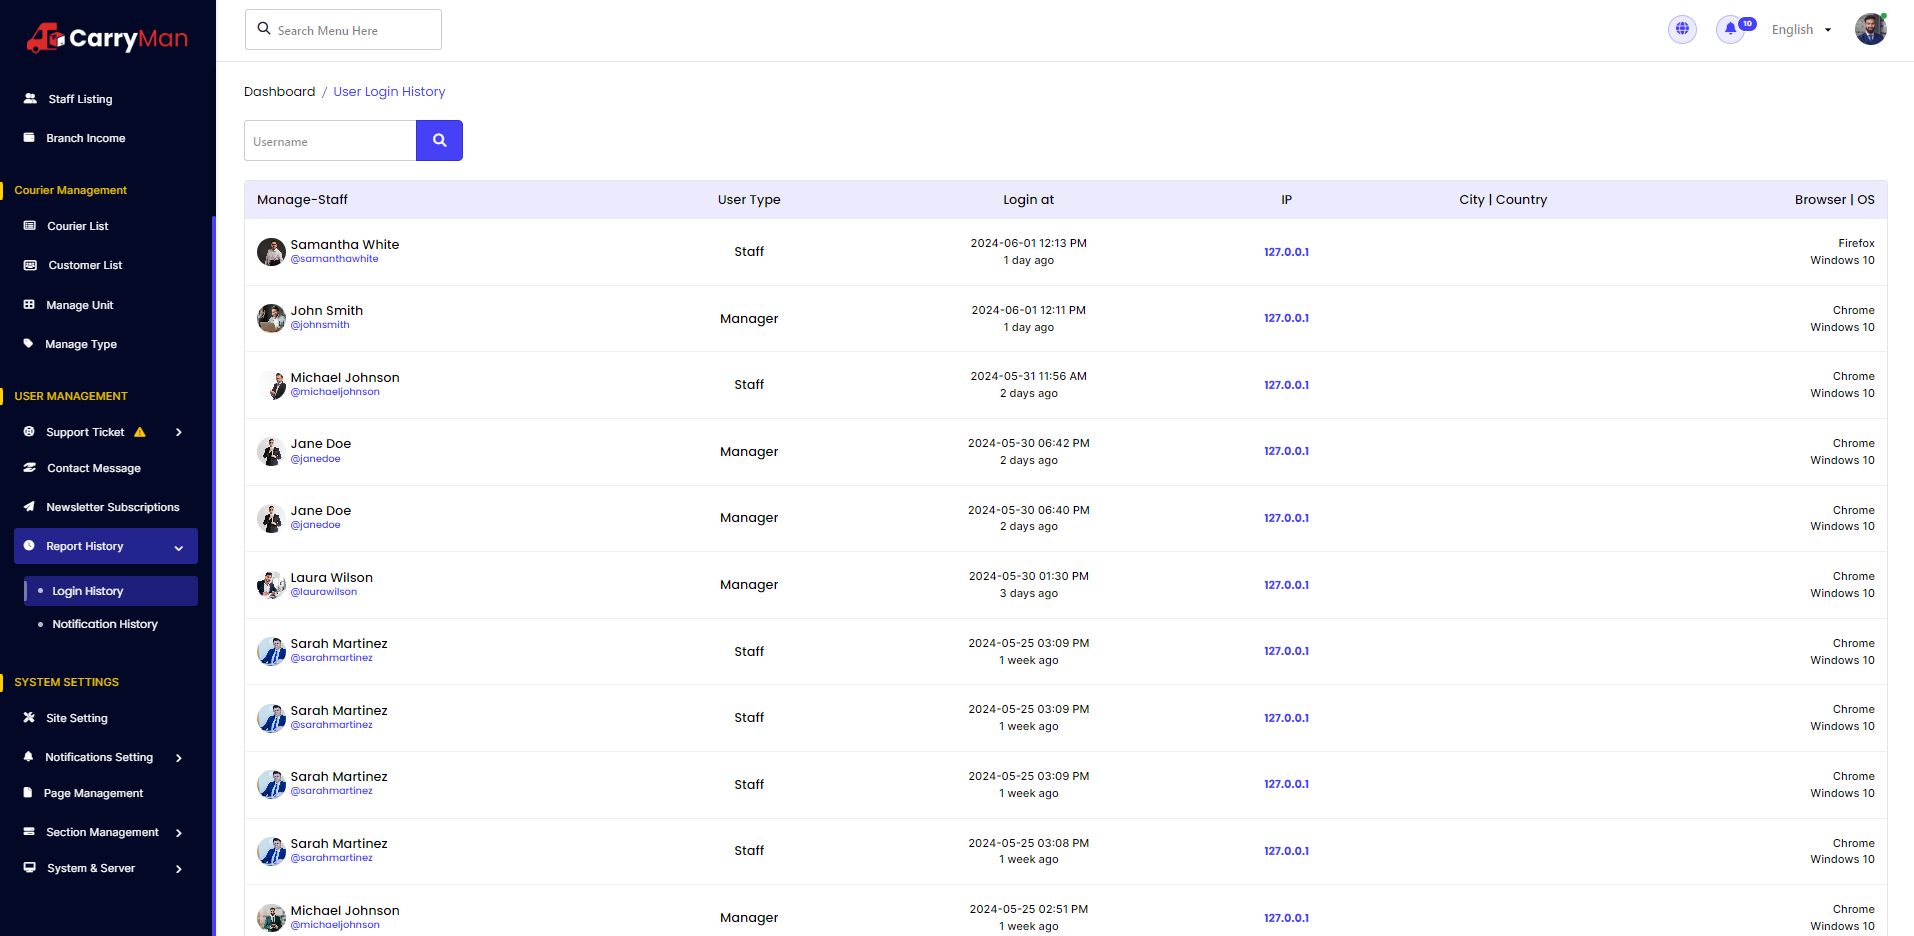 CarryMan
Staff Listing
Branch Income
Courier Management
Courier List
Customer List
Manage Unit
Manage Type
USER MANAGEMENT
Support Ticket
Contact Message
Newsletter Subscriptions
Report History
Login History
Notification History
SYSTEM SETTINGS
Site Setting
Notifications Setting
Page Management
Section Management
System & Server
Search Menu Here
10
English
Dashboard / User Login History
Username
Manage-Staff User Type Login at IP City | Country Browser | OS
Samantha White
@samanthawhite
Staff
2024-06-01 12:13 PM
1 day ago
127.0.0.1
Firefox
Windows 10
John Smith
@johnsmith
Manager
2024-06-01 12:11 PM
1 day ago
127.0.0.1
Chrome
Windows 10
Michael Johnson
@michaeljohnson
Staff
2024-05-31 11:56 AM
2 days ago
127.0.0.1
Chrome
Windows 10
Jane Doe
@janedoe
Manager
2024-05-30 06:42 PM
2 days ago
127.0.0.1
Chrome
Windows 10
Jane Doe
@janedoe
Manager
2024-05-30 06:40 PM
2 days ago
127.0.0.1
Chrome
Windows 10
Laura Wilson
@laurawilson
Manager
2024-05-30 01:30 PM
3 days ago
127.0.0.1
Chrome
Windows 10
Sarah Martinez
@sarahmartinez
Staff
2024-05-25 03:09 PM
1 week ago
127.0.0.1
Chrome
Windows 10
Sarah Martinez
@sarahmartinez
Staff
2024-05-25 03:09 PM
1 week ago
127.0.0.1
Chrome
Windows 10
Sarah Martinez
@sarahmartinez
Staff
2024-05-25 03:09 PM
1 week ago
127.0.0.1
Chrome
Windows 10
Sarah Martinez
@sarahmartinez
Staff
2024-05-25 03:08 PM
1 week ago
127.0.0.1
Chrome
Windows 10
Michael Johnson
@michaeljohnson
Manager
2024-05-25 02:51 PM
1 week ago
127.0.0.1
Chrome
Windows 10